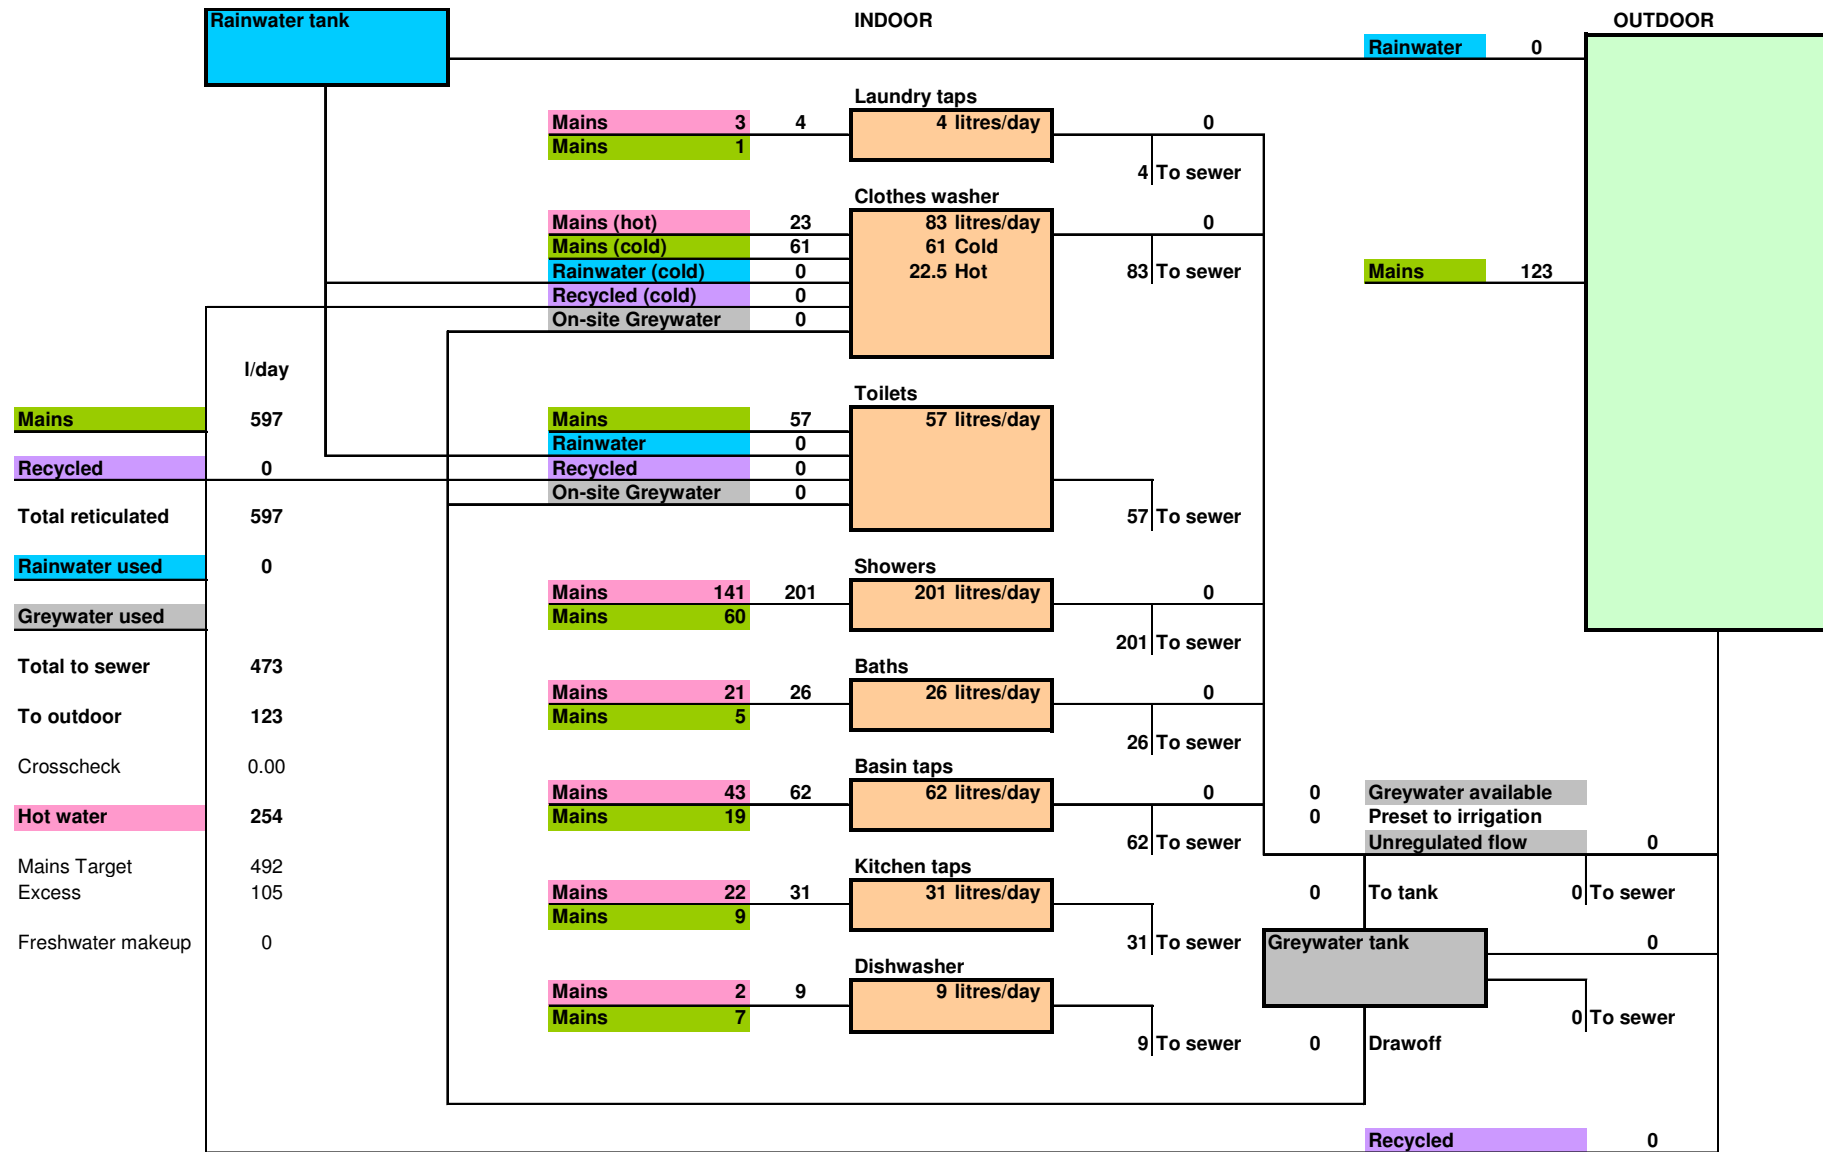 Rainwater tank INDOOR OUTDOOR
Rainwater 0
Laundry taps
Mains 3 4 4 litres/day 0
Mains 1
4 To sewer
Clothes washer
Mains (hot) 23 83 litres/day 0
Mains (cold) 61 61 Cold
Rainwater (cold) 0 22.5 Hot 83 To sewer Mains 123
Recycled (cold) 0
On-site Greywater 0
l/day
Toilets
Mains 597 Mains 57 57 litres/day
Rainwater 0
Recycled 0 Recycled 0
On-site Greywater 0
Total reticulated 597 57 To sewer
Rainwater used 0 Showers
Mains 141 201 201 litres/day 0
Greywater used Mains 60
201 To sewer
Total to sewer 473 Baths
Mains 21 26 26 litres/day 0
To outdoor 123 Mains 5
26 To sewer
Crosscheck 0.00 Basin taps
Mains 43 62 62 litres/day 0 0 Greywater available
Hot water 254 Mains 19 0 Preset to irrigation
62 To sewer Unregulated flow 0
Mains Target 492 Kitchen taps
Excess 105 Mains 22 31 31 litres/day 0 To tank 0 To sewer
Mains 9
Freshwater makeup 0 31 To sewer Greywater tank 0
Dishwasher
Mains 2 9 9 litres/day
Mains 7 0 To sewer
9 To sewer 0 Drawoff
Recycled 0